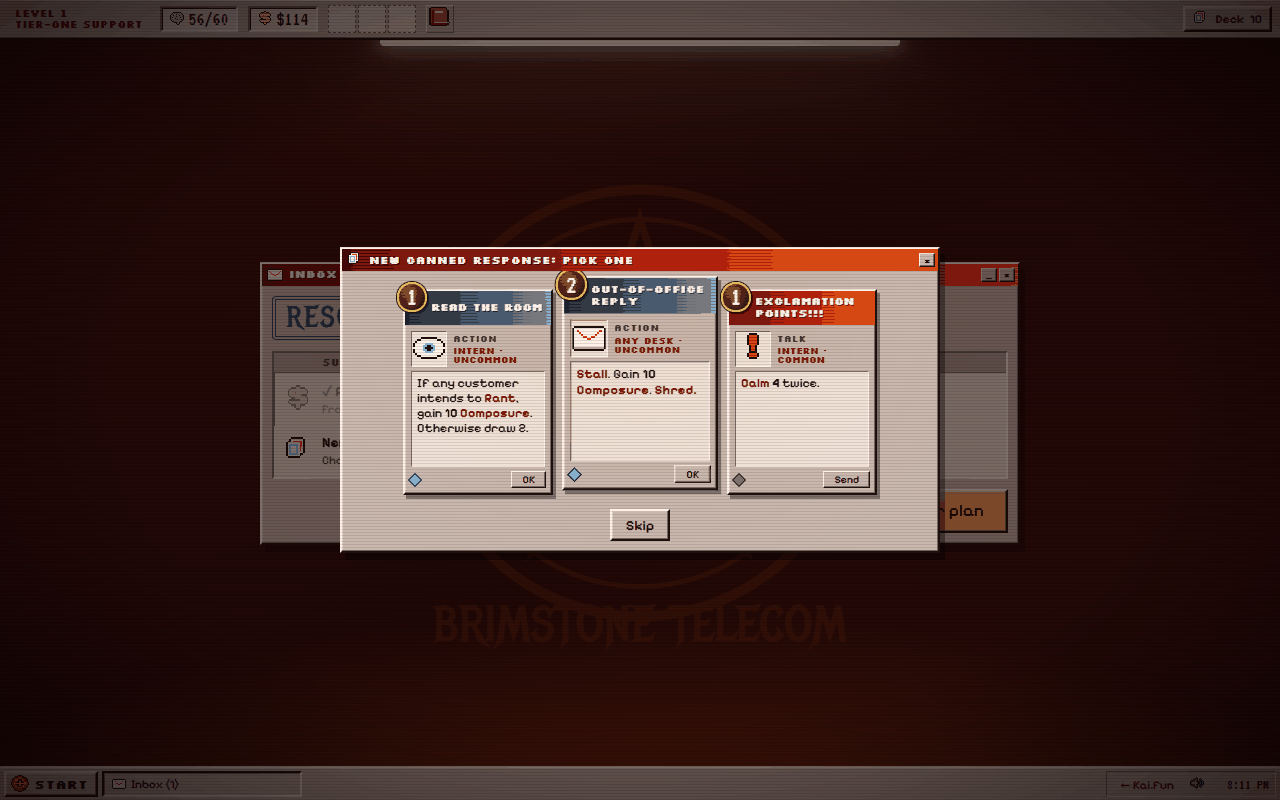 LEVEL 1
TIER-ONE SUPPORT
56/60
$114
Deck 10
INBOX
NEW CANNED RESPONSE: PICK ONE
1
READ THE ROOM
ACTION
INTERN ·
UNCOMMON
If any customer
intends to Rant,
gain 10 Composure.
Otherwise draw 2.
OK
2
OUT-OF-OFFICE
REPLY
ACTION
ANY DESK ·
UNCOMMON
Stall. Gain 10
Composure. Shred.
OK
1
EXCLAMATION
POINTS!!!
TALK
INTERN ·
COMMON
Calm 4 twice.
Send
Skip
plan
BRIMSTONE TELECOM
START
Inbox (1)
← Kai.Fun
8:11 PM